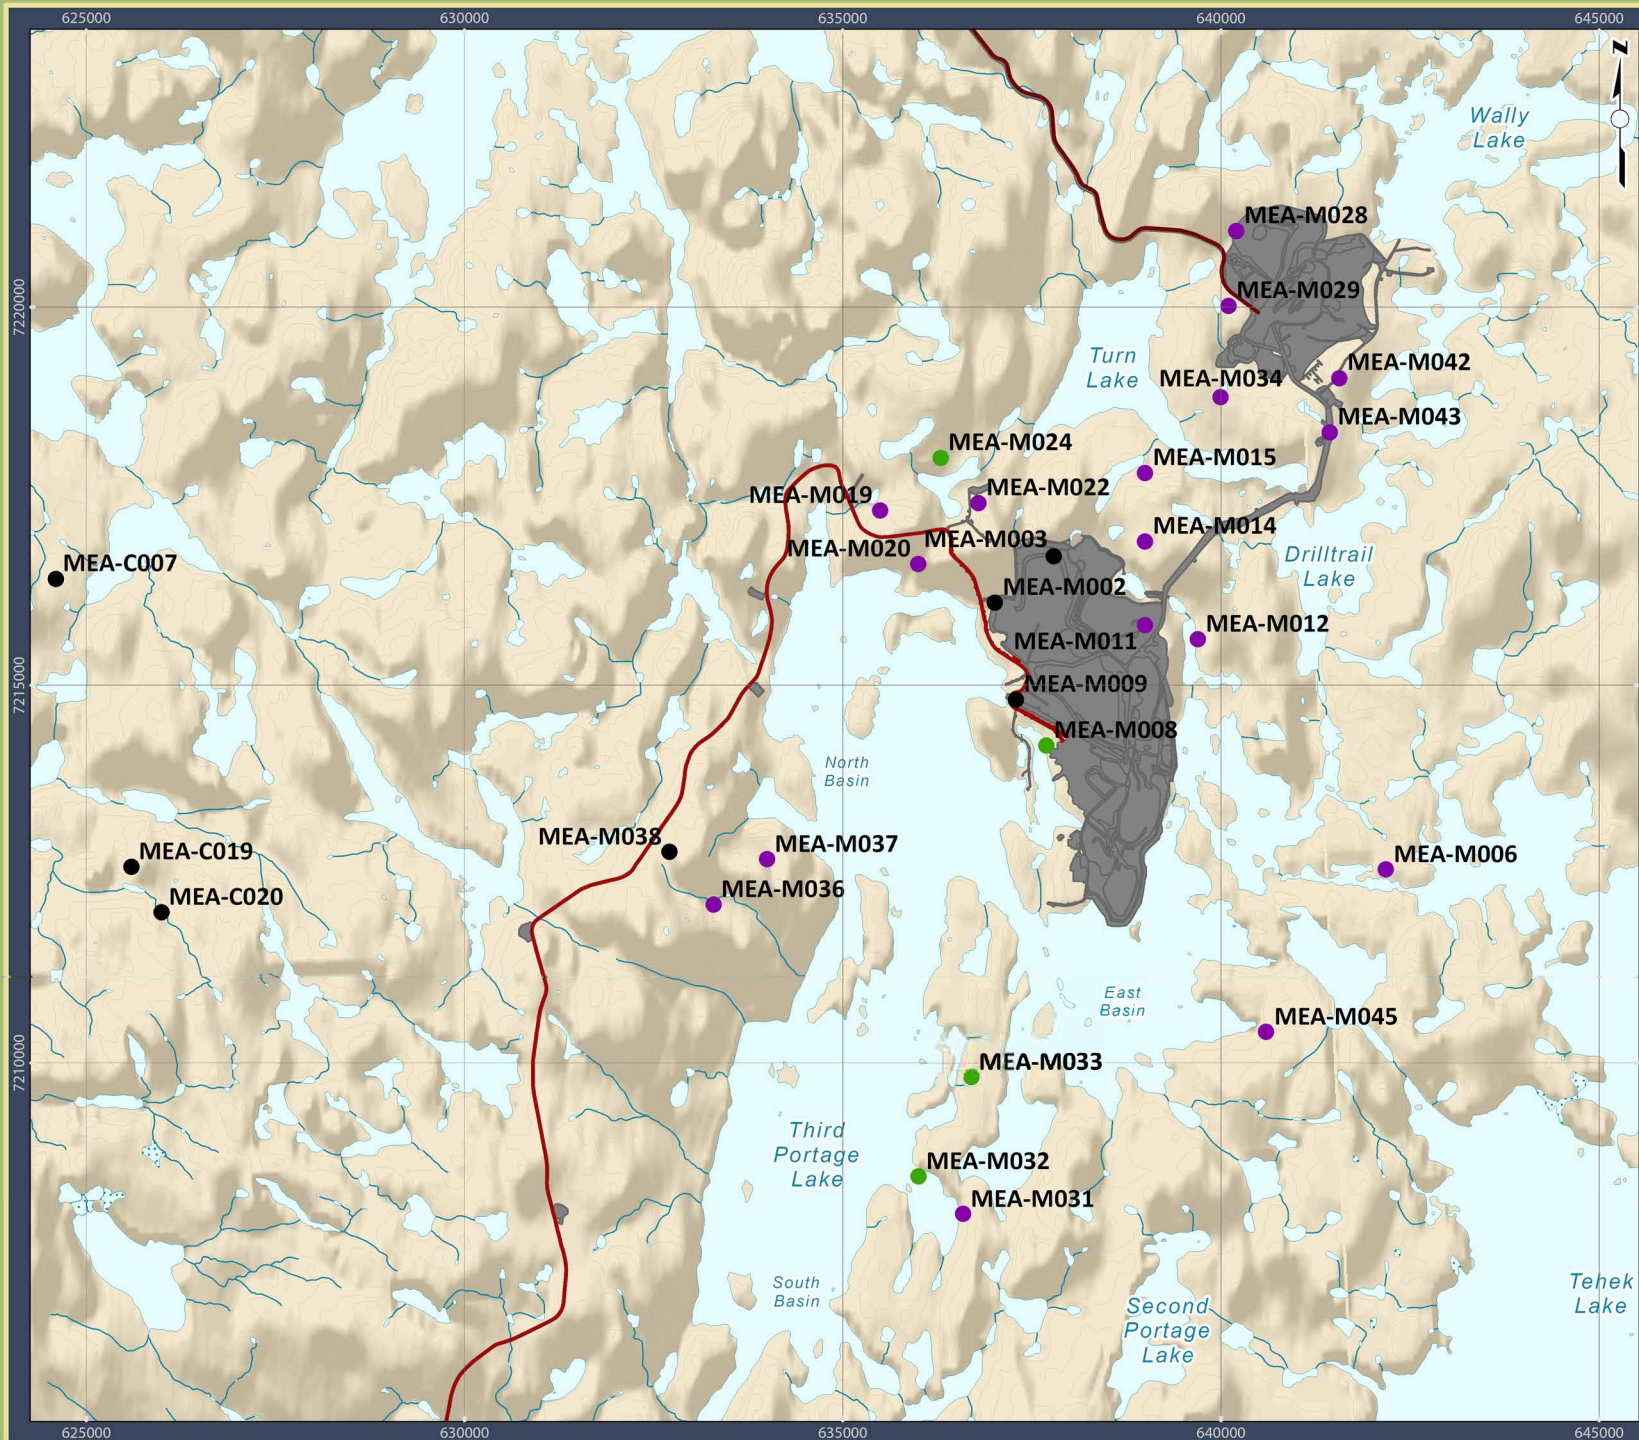 625000 630000 635000 640000 645000
N
Wally
Lake
MEA-M028
7220000
MEA-M029
Turn
Lake
MEA-M042
MEA-M034
MEA-M043
MEA-M024
MEA-M015
MEA-M022
MEA-M019
MEA-M014
MEA-M003
MEA-M020
Drilltrail
Lake
MEA-C007
MEA-M002
MEA-M012
MEA-M011
7215000
MEA-M009
MEA-M008
North
Basin
MEA-M038
MEA-M037
MEA-C019
MEA-M006
MEA-M036
MEA-C020
East
Basin
MEA-M045
7210000
MEA-M033
Third
Portage
Lake
MEA-M032
MEA-M031
South
Basin
Second
Portage
Lake
Tehek
Lake
625000 630000 635000 640000 645000